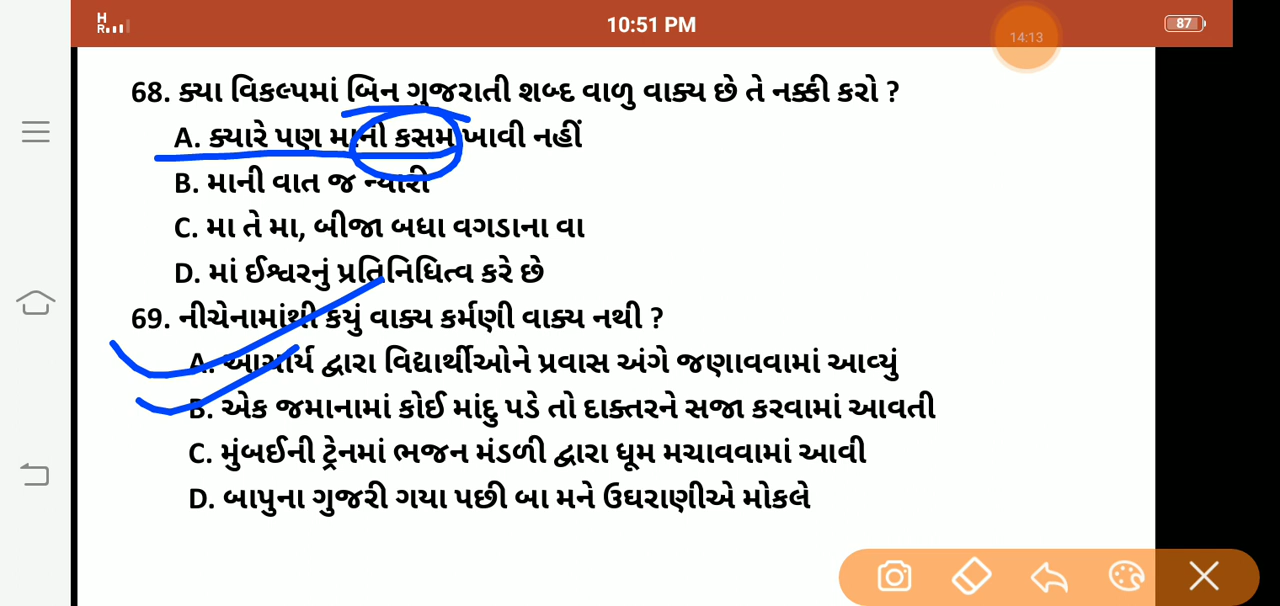 H
R
10:51 PM
14:13
87
68. ક્યા વિકલ્પમાં બિન ગુજરાતી શબ્દ વાળુ વાક્ય છે તે નક્કી કરો ?
A. ક્યારે પણ માની કસમ ખાવી નહીં
B. માની વાત જ ન્યારી
C. મા તે મા, બીજા બધા વગડાના વા
D. માં ઈશ્વરનું પ્રતિનિધિત્વ કરે છે
69. નીચેનામાંથી કયું વાક્ય કર્મણી વાક્ય નથી ?
A. આચાર્ય દ્વારા વિદ્યાર્થીઓને પ્રવાસ અંગે જણાવવામાં આવ્યું
B. એક જમાનામાં કોઈ માંદુ પડે તો દાક્તરને સજા કરવામાં આવતી
C. મુંબઈની ટ્રેનમાં ભજન મંડળી દ્વારા ધૂમ મચાવવામાં આવી
D. બાપુના ગુજરી ગયા પછી બા મને ઉઘરાણીએ મોકલે